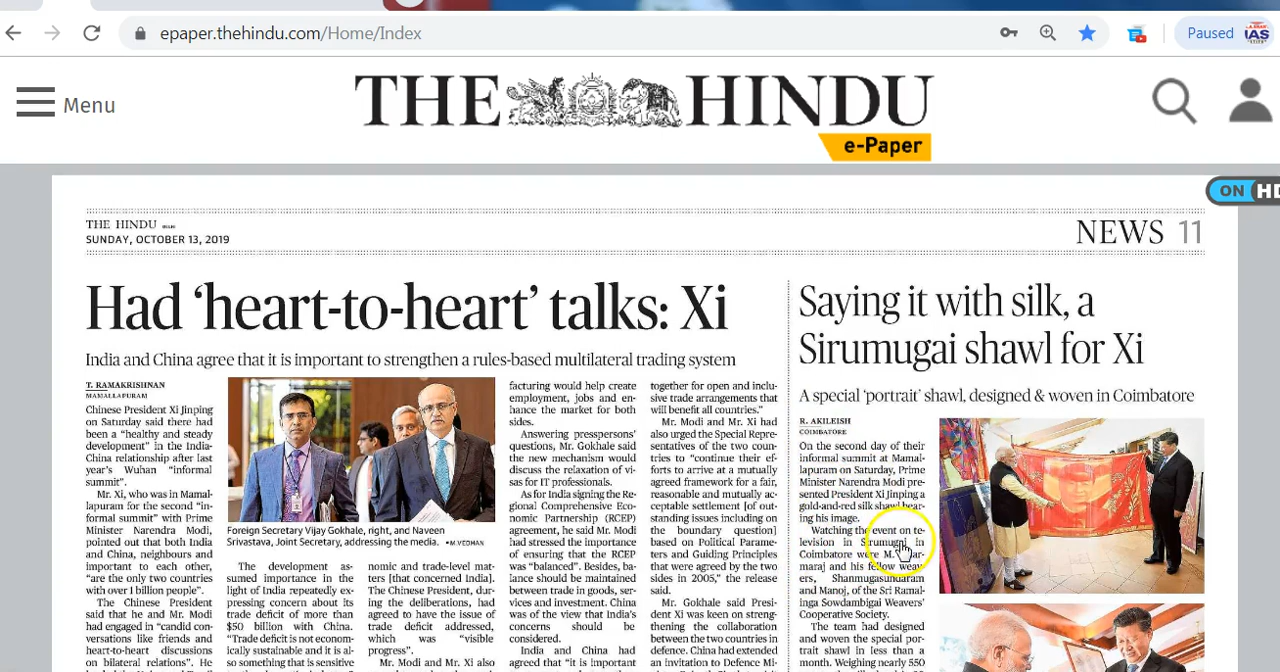 epaper.thehindu.com/Home/Index
Paused
IAS
Menu
THE HINDU
e-Paper
ON HD
THE HINDU DELHI
SUNDAY, OCTOBER 13, 2019
NEWS 11
Had ‘heart-to-heart’ talks: Xi
India and China agree that it is important to strengthen a rules-based multilateral trading system
T. RAMAKRISHNAN
MAMALLAPURAM
Chinese President Xi Jinping
on Saturday said there had
been a “healthy and steady
development” in the India-
China relationship after last
year’s Wuhan “informal
summit”.
Mr. Xi, who was in Mamal-
lapuram for the second “in-
formal summit” with Prime
Minister Narendra Modi,
pointed out that both India
and China, neighbours and
important to each other,
“are the only two countries
with over 1 billion people”.
The Chinese President
said that he and Mr. Modi
had engaged in “candid con-
versations like friends and
heart-to-heart discussions
on bilateral relations”. He
Foreign Secretary Vijay Gokhale, right, and Naveen
Srivastava, Joint Secretary, addressing the media. M.VEDHAN
The development as-
sumed importance in the
light of India repeatedly ex-
pressing concern about its
trade deficit of more than
$50 billion with China.
“Trade deficit is not econom-
ically sustainable and it is al-
so something that is sensitive
nomic and trade-level mat-
ters [that concerned India].
The Chinese President, dur-
ing the deliberations, had
agreed to have the issue of
trade deficit addressed,
which was “visible
progress”.
Mr. Modi and Mr. Xi also
facturing would help create
employment, jobs and en-
hance the market for both
sides.
Answering presspersons’
questions, Mr. Gokhale said
the new mechanism would
discuss the relaxation of vi-
sas for IT professionals.
As for India signing the Re-
gional Comprehensive Eco-
nomic Partnership (RCEP)
agreement, he said Mr. Modi
had stressed the importance
of ensuring that the RCEP
was “balanced”. Besides, ba-
lance should be maintained
between trade in goods, ser-
vices and investment. China
was of the view that India’s
concerns should be
considered.
India and China had
agreed that “it is important
together for open and inclu-
sive trade arrangements that
will benefit all countries.”
Mr. Modi and Mr. Xi had
also urged the Special Repre-
sentatives of the two coun-
tries to “continue their ef-
forts to arrive at a mutually
agreed framework for a fair,
reasonable and mutually ac-
ceptable settlement [of out-
standing issues including on
the boundary question]
based on Political Parame-
ters and Guiding Principles
that were agreed by the two
sides in 2005,” the release
said.
Mr. Gokhale said Presi-
dent Xi was keen on streng-
thening the collaboration
between the two countries in
defence. China had extended
an invitation to Defence Mi-
Saying it with silk, a
Sirumugai shawl for Xi
A special ‘portrait’ shawl, designed & woven in Coimbatore
R. AKILEISH
COIMBATORE
On the second day of their
informal summit at Mamal-
lapuram on Saturday, Prime
Minister Narendra Modi pre-
sented President Xi Jinping a
gold-and-red silk shawl bear-
ing his image.
Watching the event on te-
levision in Sirumugai in
Coimbatore were
maraj and his fellow weav-
ers, Shanmugasundaram
and Manoj, of the Sri Ramal-
inga Sowdambigai Weavers’
Cooperative Society.
The team had designed
and woven the special por-
trait shawl in less than a
month. Weighing nearly 550